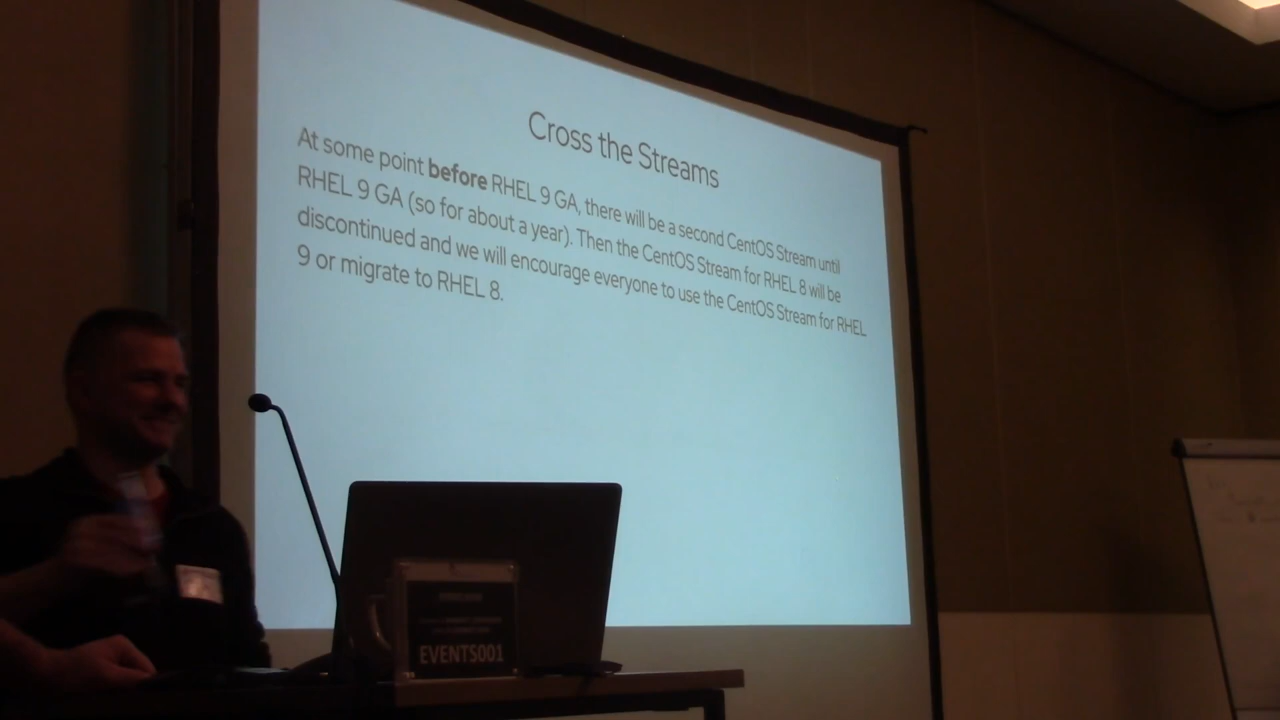 Cross the Streams
At some point before RHEL 9 GA, there will be a second CentOS Stream until
RHEL 9 GA (so for about a year). Then the CentOS Stream for RHEL 8 will be
discontinued and we will encourage everyone to use the CentOS Stream for RHEL
9 or migrate to RHEL 8.
EVENTS001